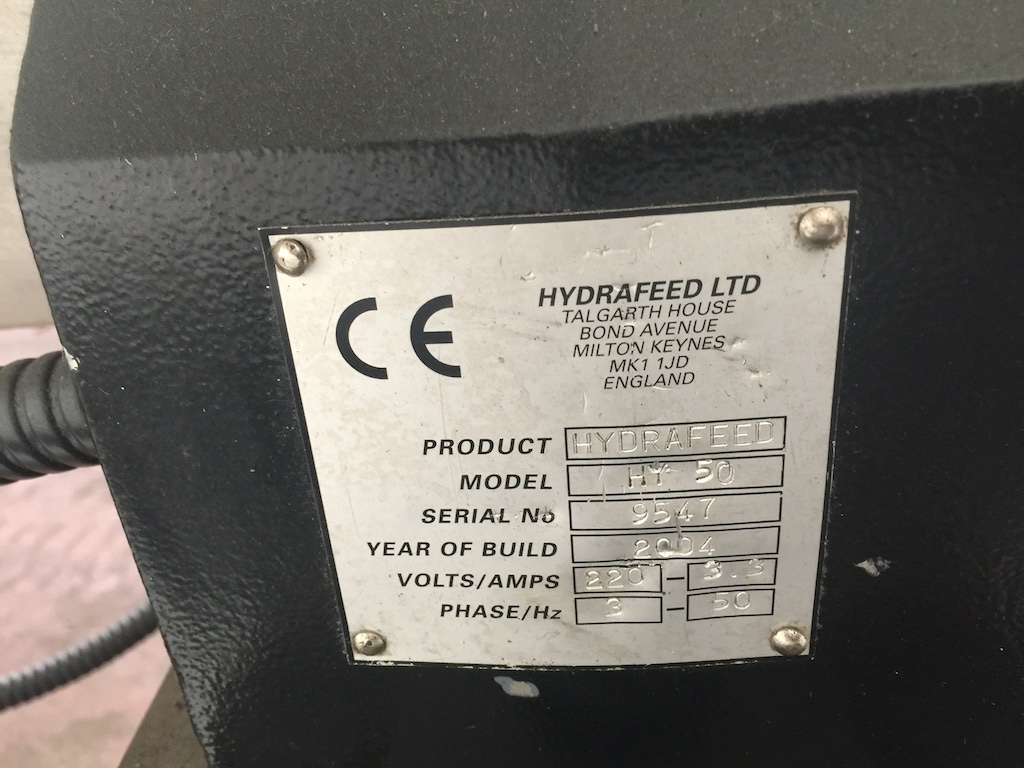 CE
HYDRAFEED LTD
TALGARTH HOUSE
BOND AVENUE
MILTON KEYNES
MK1 1JD
ENGLAND
PRODUCT HYDRAFEED
MODEL HY 50
SERIAL No 9547
YEAR OF BUILD 2004
VOLTS/AMPS 220 - 3.3
PHASE/Hz 3 - 50